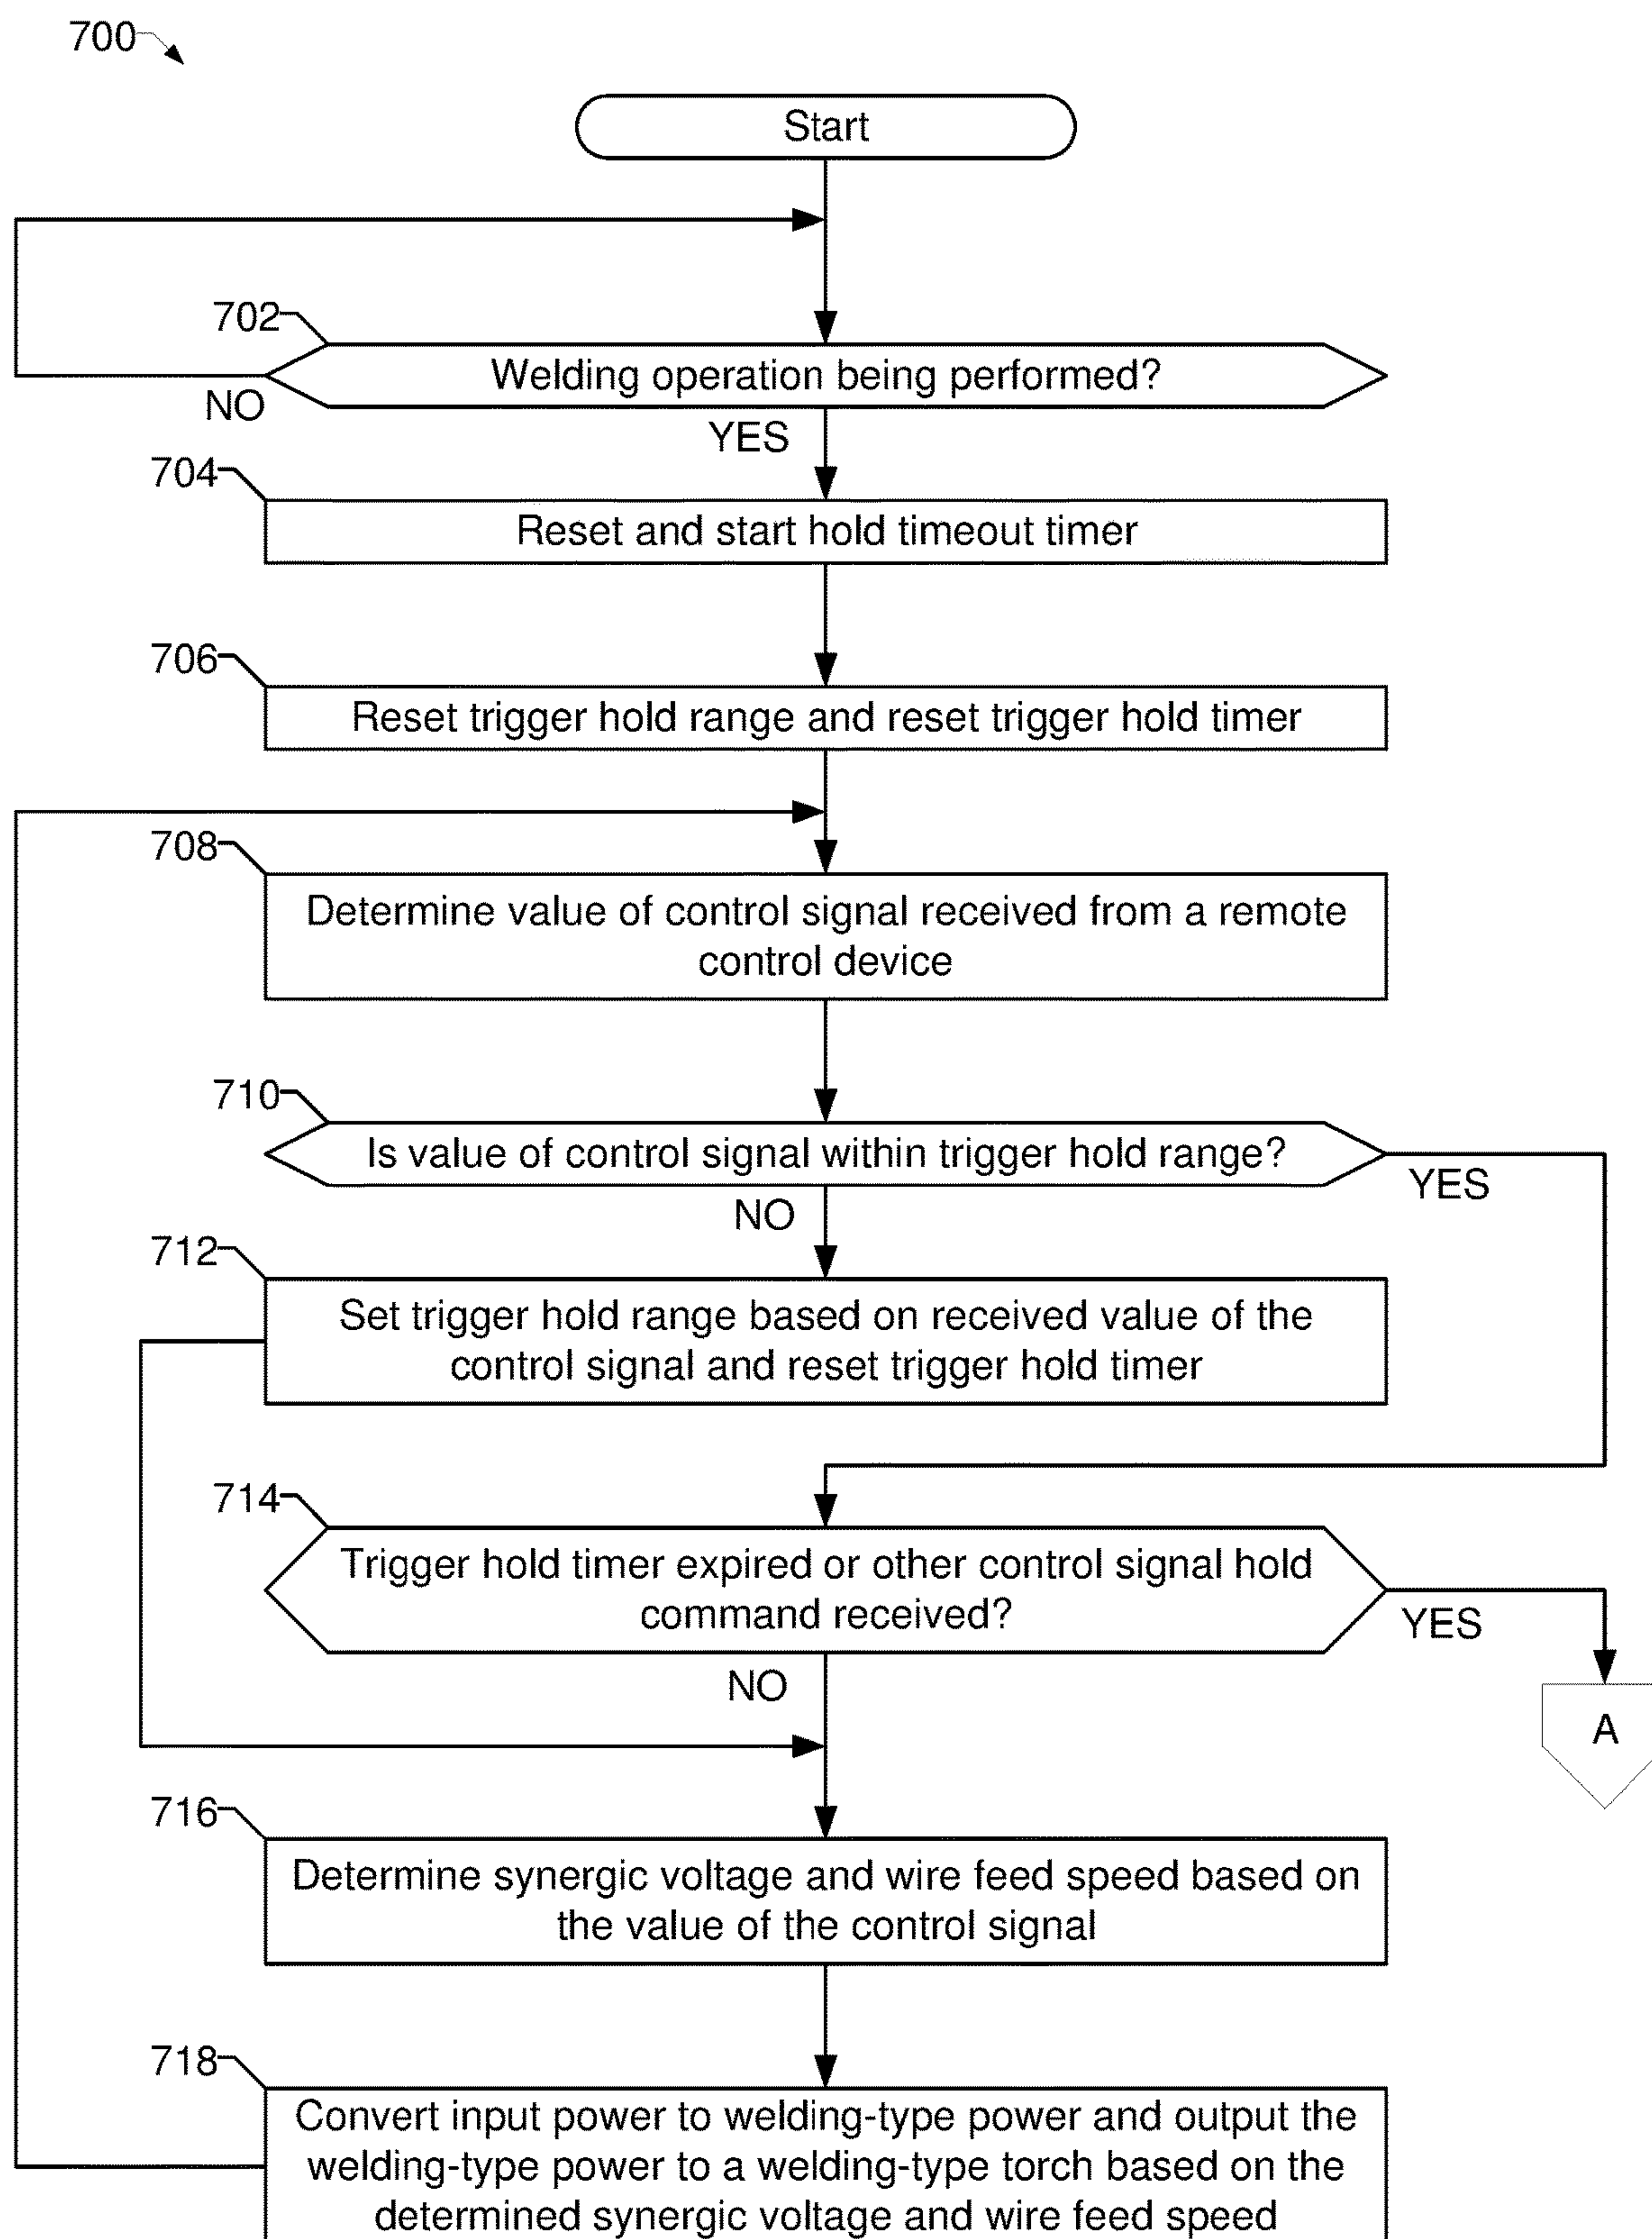 700
Start
702
Welding operation being performed?
NO
YES
704
Reset and start hold timeout timer
706
Reset trigger hold range and reset trigger hold timer
708
Determine value of control signal received from a remote
control device
710
Is value of control signal within trigger hold range?
YES
NO
712
Set trigger hold range based on received value of the
control signal and reset trigger hold timer
714
Trigger hold timer expired or other control signal hold
command received?
YES
NO
A
716
Determine synergic voltage and wire feed speed based on
the value of the control signal
718
Convert input power to welding-type power and output the
welding-type power to a welding-type torch based on the
determined synergic voltage and wire feed speed